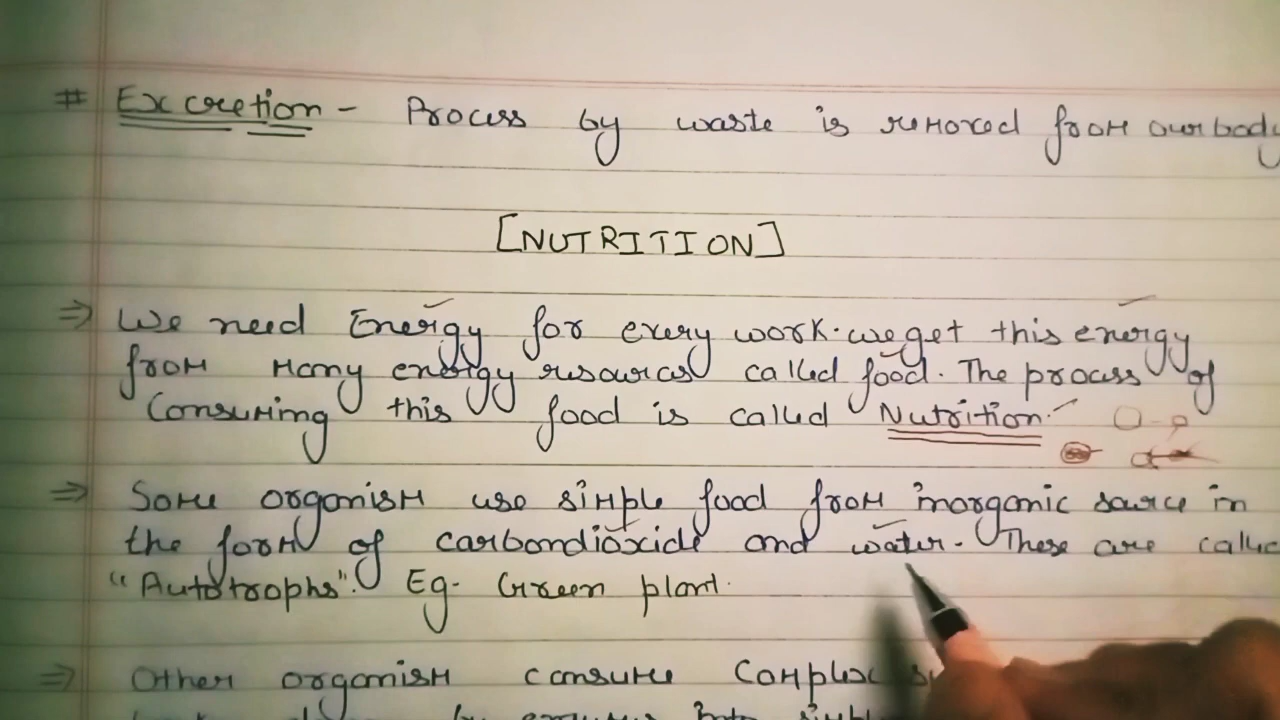 # Excretion - Process by waste is removed from our body
[NUTRITION]
⇒ We need Energy for every work. we get this energy
from many energy resources called food. The process of
Consuming this food is called Nutrition.
⇒ Some organism use simple food from inorganic source in
the form of carbondioxide and water. These are called
"Autotrophs". Eg. Green plant.
⇒ Other organism consume Complex
by enzymes into